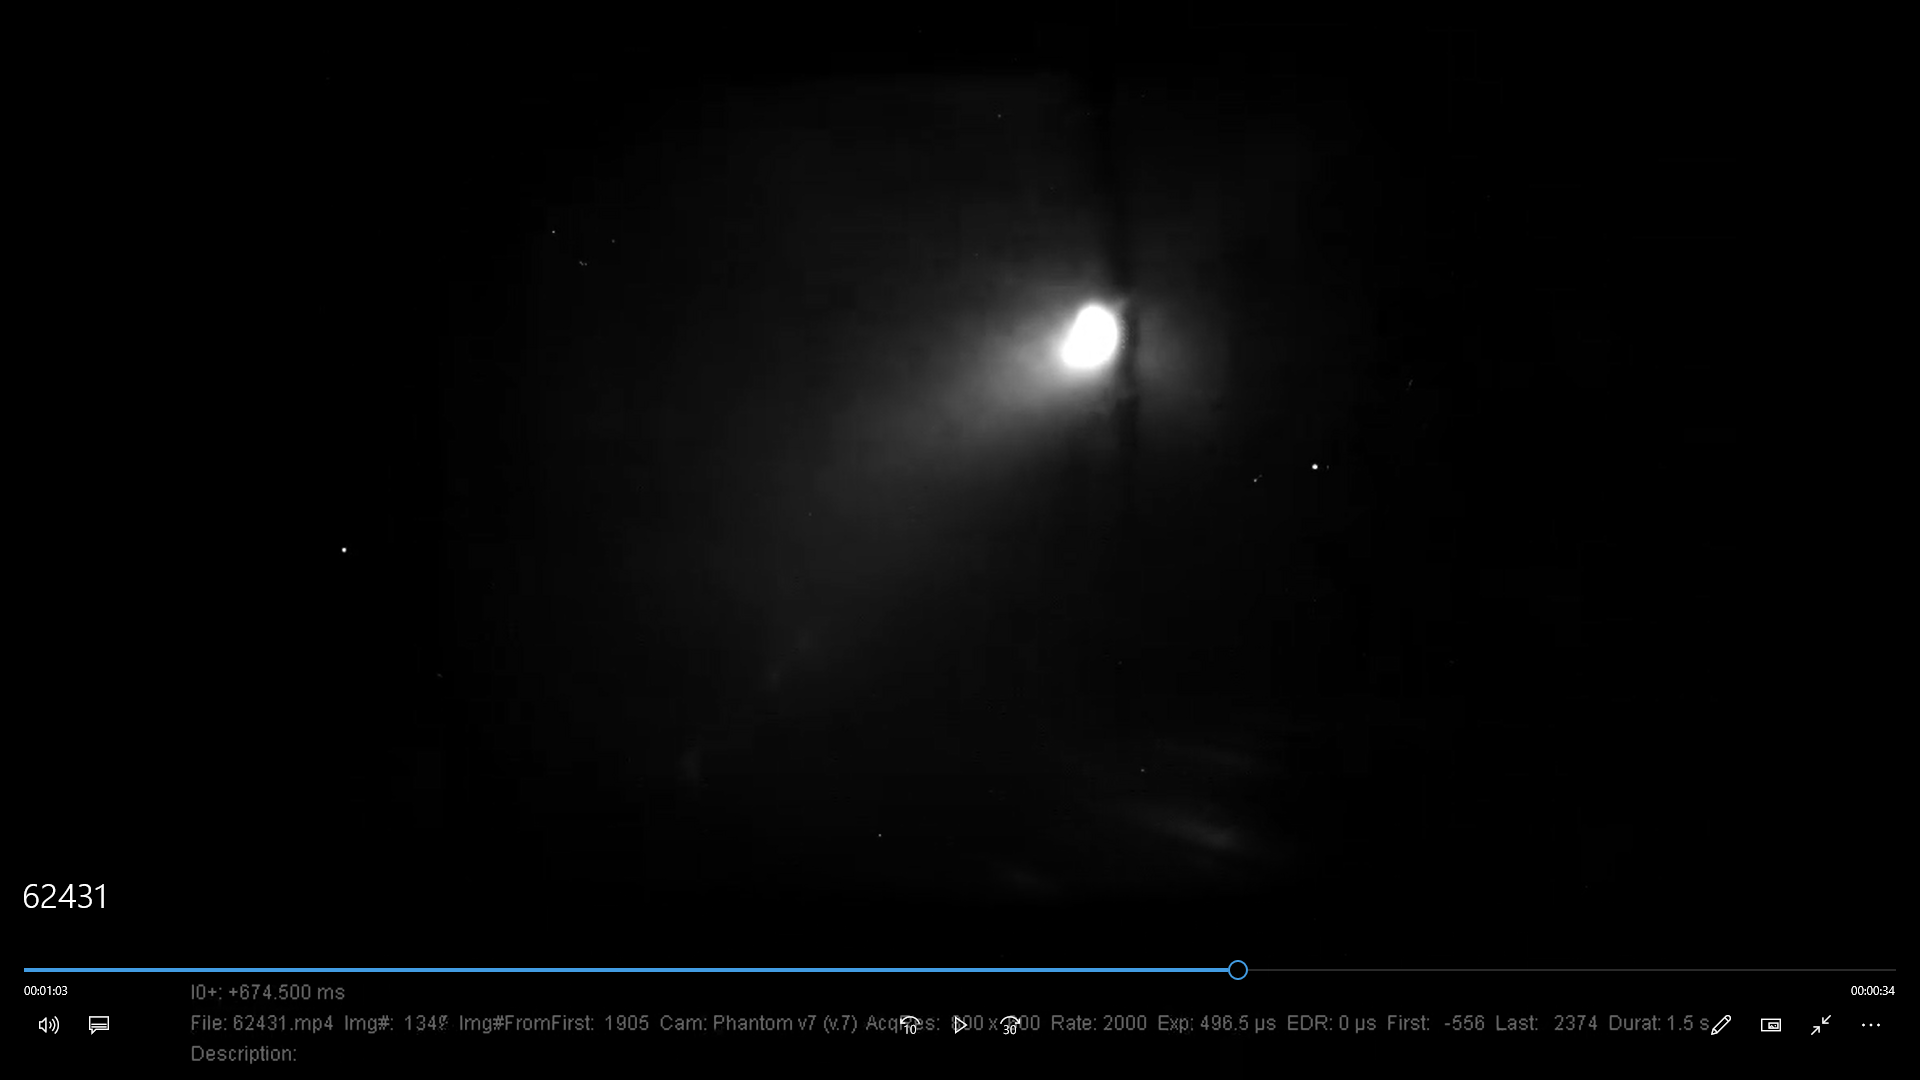 62431
00:01:03
00:00:34
I0+: +674.500 ms
File: 62431.mp4 Img#: Img#FromFirst: 1905 Cam: Phantom v7 (v.7) Rate: 2000 Exp: 496.5 µs EDR: 0 µs First: -556 Last: 2374 Durat: 1.5 s
10
30
Description: